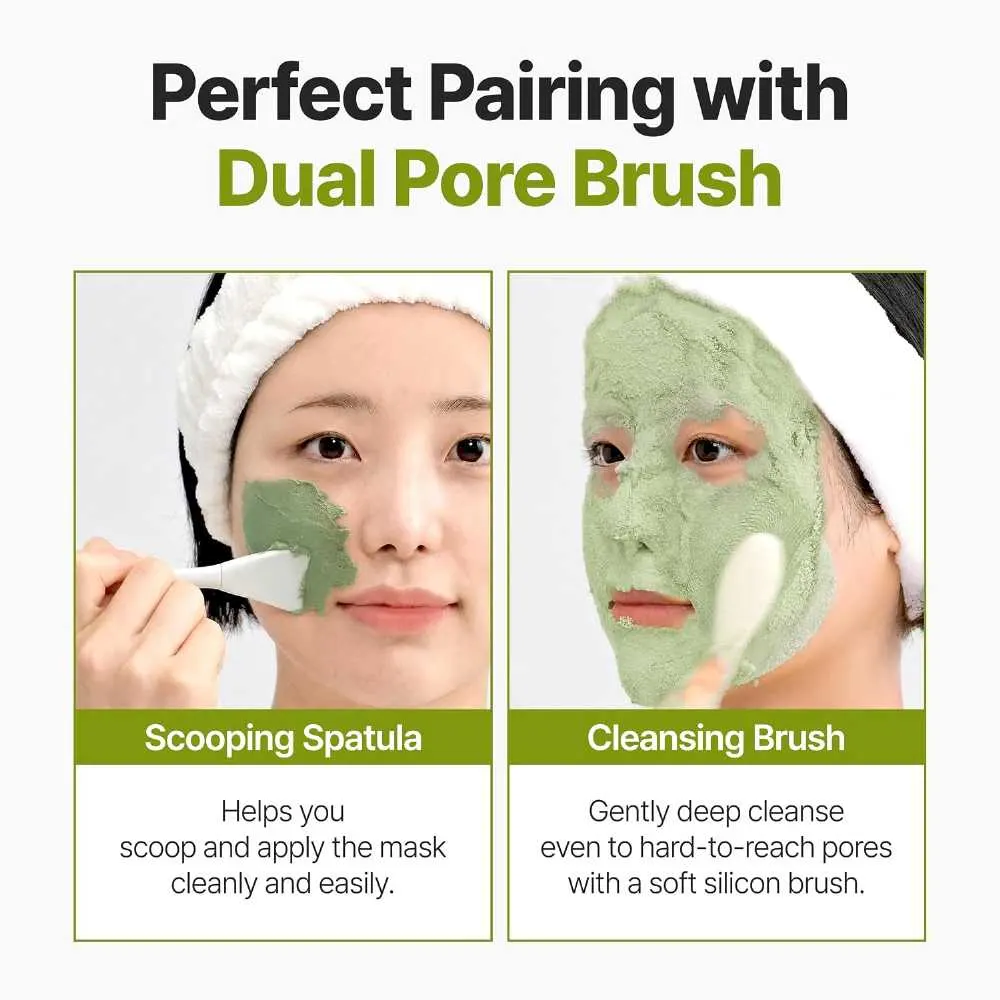 Perfect Pairing with
Dual Pore Brush
Scooping Spatula
Helps you
scoop and apply the mask
cleanly and easily.
Cleansing Brush
Gently deep cleanse
even to hard-to-reach pores
with a soft silicon brush.